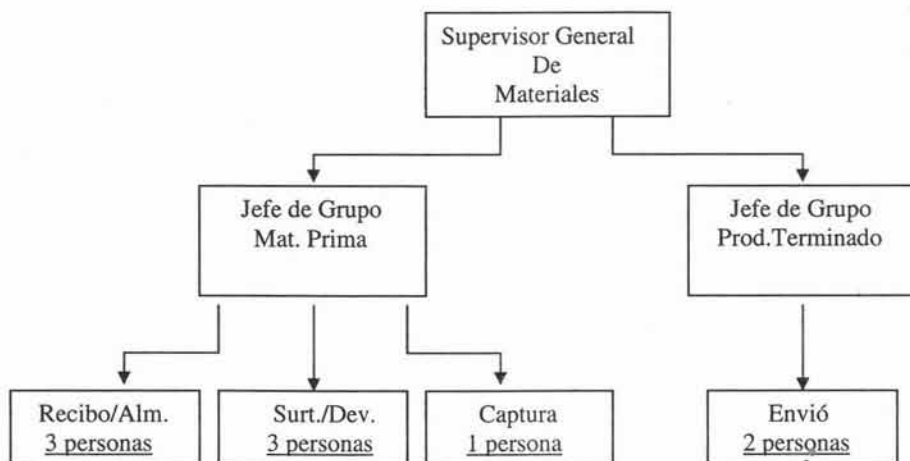 Supervisor General
De
Materiales
Jefe de Grupo
Mat. Prima
Jefe de Grupo
Prod.Terminado
Recibo/Alm.
3 personas
Surt./Dev.
3 personas
Captura
1 persona
Envió
2 personas